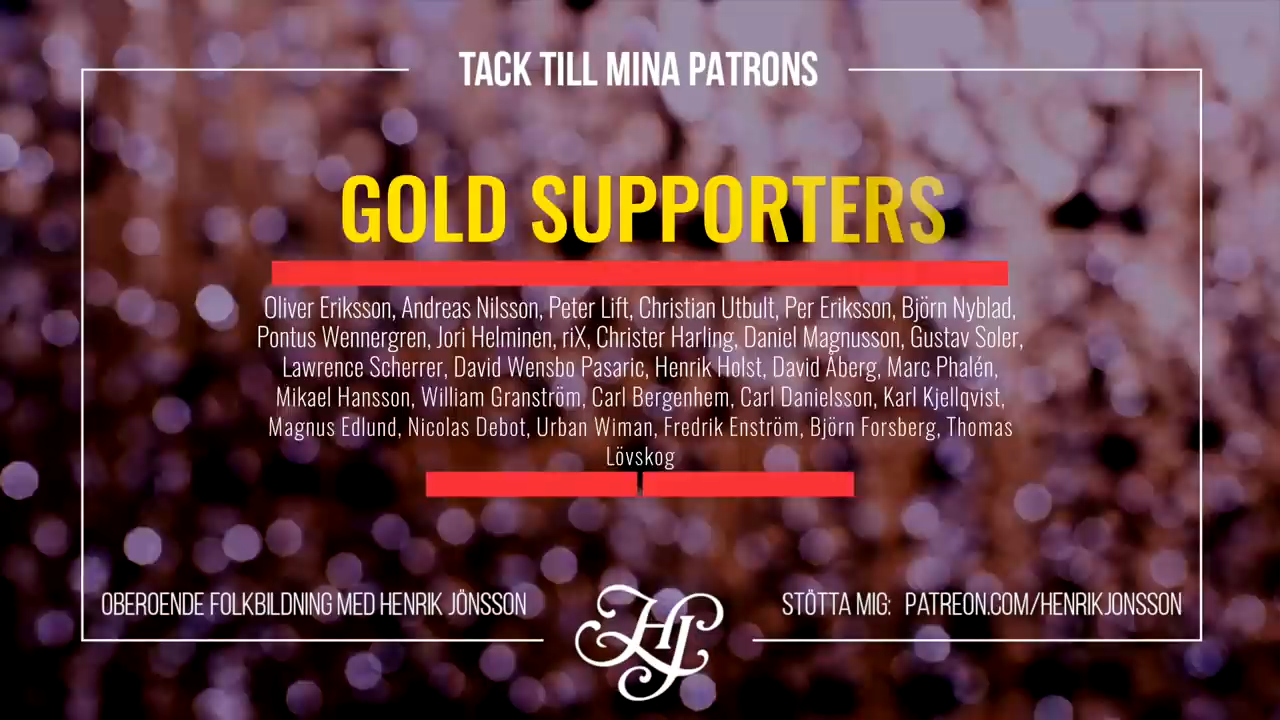 TACK TILL MINA PATRONS
GOLD SUPPORTERS
Oliver Eriksson, Andreas Nilsson, Peter Lift, Christian Utbult, Per Eriksson, Björn Nyblad,
Pontus Wennergren, Jori Helminen, riX, Christer Harling, Daniel Magnusson, Gustav Soler,
Lawrence Scherrer, David Wensbo Pasaric, Henrik Holst, David Åberg, Marc Phalén,
Mikael Hansson, William Granström, Carl Bergenhem, Carl Danielsson, Karl Kjellqvist,
Magnus Edlund, Nicolas Debot, Urban Wiman, Fredrik Enström, Björn Forsberg, Thomas
Lövskog
OBEROENDE FOLKBILDNING MED HENRIK JÖNSSON
HJ
STÖTTA MIG: PATREON.COM/HENRIKJONSSON